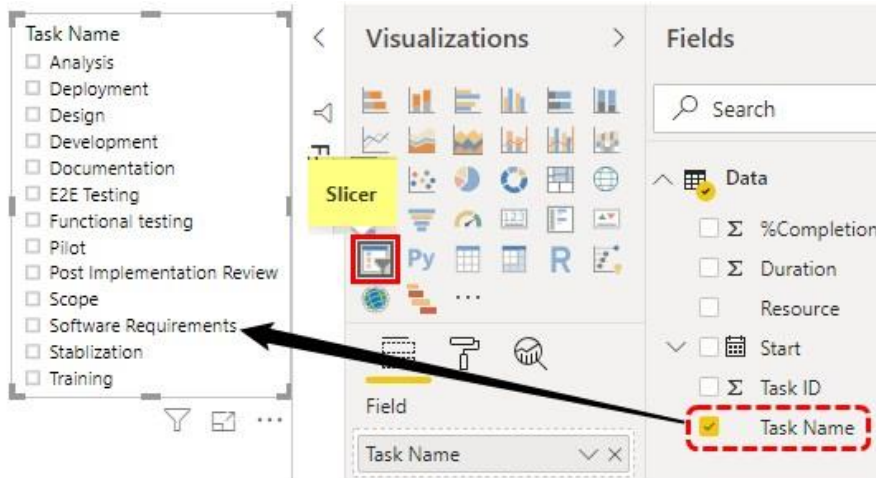 Task Name
Analysis
Deployment
Design
Development
Documentation
E2E Testing
Functional testing
Pilot
Post Implementation Review
Scope
Software Requirements
Stablization
Training
Visualizations
Slicer
123
Py
R
Field
Task Name
Fields
Search
Data
Σ %Completion
Σ Duration
Resource
Start
Σ Task ID
Task Name